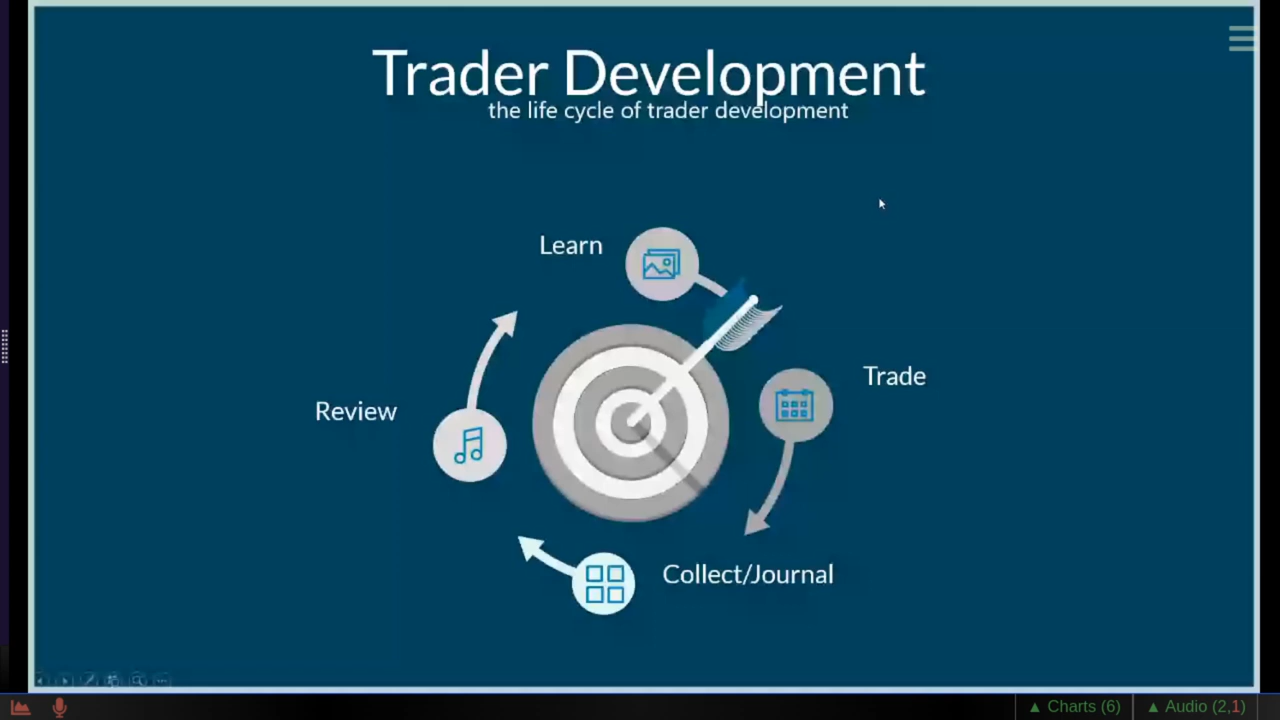 Trader Development
the life cycle of trader development
Learn
Trade
Review
Collect/Journal
▲ Charts (6)
▲ Audio (2,1)